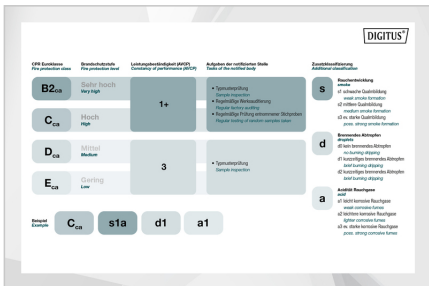 DIGITUS®
CPR Euroklasse
Fire protection class
Brandschutzstufe
Fire protection level
Leistungsbeständigkeit (AVCP)
Constancy of performance (AVCP)
Aufgaben der notifizierten Stelle
Tasks of the notified body
Zusatzklassifizierung
Additional classification
B2ca
Sehr hoch
Very high
Cca
Hoch
High
1+
• Typmusterprüfung
Sample inspection
• Regelmäßige Werksauditierung
Regular factory auditing
• Regelmäßige Prüfung entnommener Stichproben
Regular testing of random samples taken
Dca
Mittel
Medium
Eca
Gering
Low
3
• Typmusterprüfung
Sample inspection
s
Rauchentwicklung
smoke
s1 schwache Qualmbildung
weak smoke formation
s2 mittlere Qualmbildung
medium smoke formation
s3 ev. starke Qualmbildung
poss. strong smoke formation
d
Brennendes Abtropfen
droplets
d0 kein brennendes Abtropfen
no burning dripping
d1 kurzzeitiges brennendes Abtropfen
brief burning dripping
d2 kurzzeitiges brennendes Abtropfen
brief burning dripping
a
Acidität Rauchgase
acid
a1 leicht korrosive Rauchgase
weak corrosive fumes
a2 leichtere korrosive Rauchgase
lighter corrosive fumes
a3 ev. starke korrosive Rauchgase
poss. strong corrosive fumes
Beispiel
Example
Cca
s1a
d1
a1